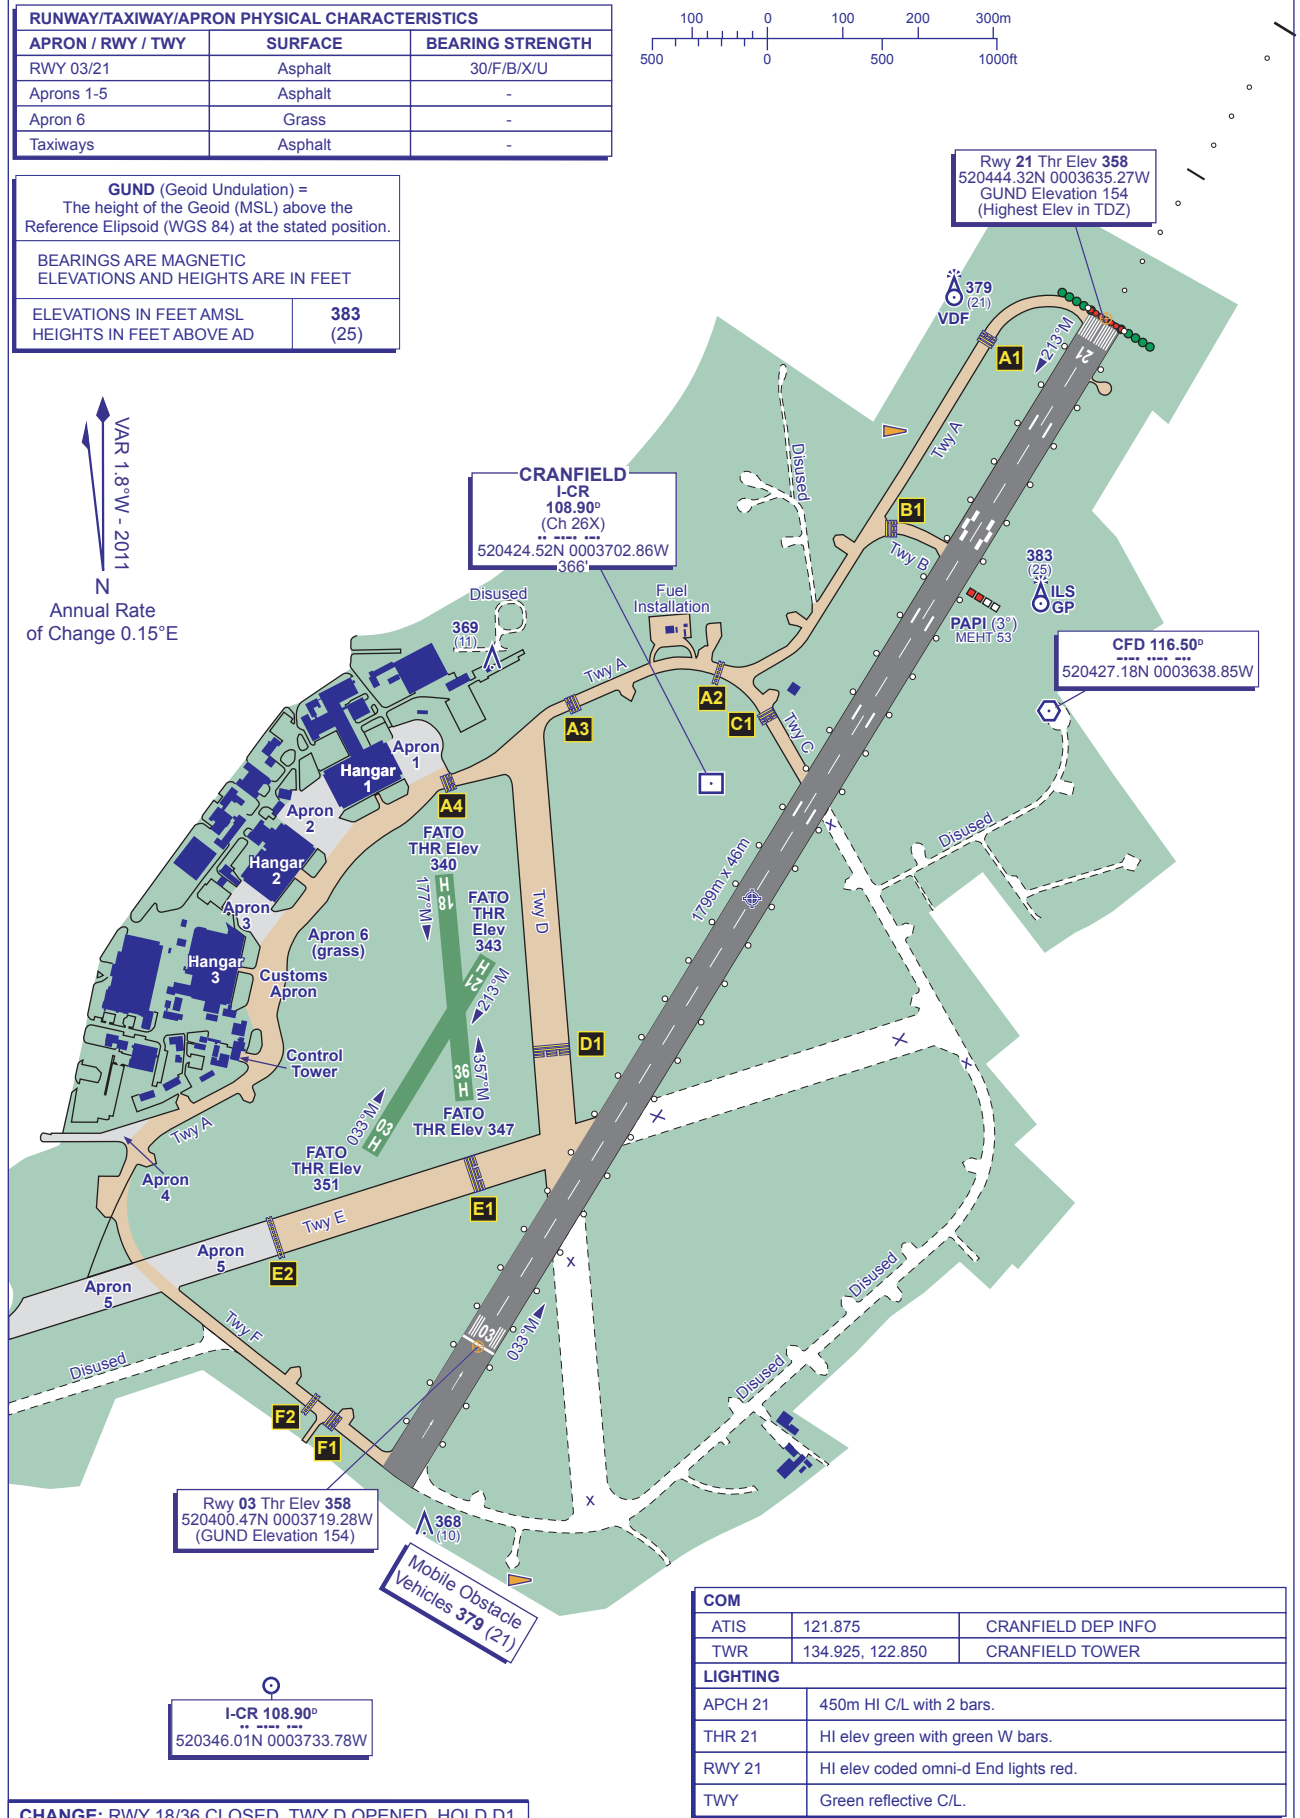 RUNWAY/TAXIWAY/APRON PHYSICAL CHARACTERISTICS
APRON / RWY / TWY SURFACE BEARING STRENGTH
RWY 03/21 Asphalt 30/F/B/X/U
Aprons 1-5 Asphalt -
Apron 6 Grass -
Taxiways Asphalt -
100 0 100 200 300m
500 0 500 1000ft
GUND (Geoid Undulation) =
The height of the Geoid (MSL) above the
Reference Elipsoid (WGS 84) at the stated position.
BEARINGS ARE MAGNETIC
ELEVATIONS AND HEIGHTS ARE IN FEET
ELEVATIONS IN FEET AMSL 383
HEIGHTS IN FEET ABOVE AD (25)
VAR 1.8°W - 2011
N
Annual Rate
of Change 0.15°E
Rwy 21 Thr Elev 358
520444.32N 0003635.27W
GUND Elevation 154
(Highest Elev in TDZ)
379
(21)
VDF
A1
213°M
21
Twy A
Disused
CRANFIELD
I-CR
108.90D
(Ch 26X)
520424.52N 0003702.86W
366'
B1
Twy B
383
(25)
ILS
GP
PAPI (3°)
MEHT 53
CFD 116.50D
520427.18N 0003638.85W
Disused
369
(11)
Fuel
Installation
Twy A
A2
A3
C1
Twy C
Apron
1
Hangar
1
A4
Apron
2
Hangar
2
Apron
3
Hangar
3
Apron 6
(grass)
Customs
Apron
Control
Tower
FATO
THR Elev
340
H
18
177°M
FATO
THR
Elev
343
H
21
213°M
Twy D
1799m x 46m
X
Disused
D1
X
X
X
357°M
36
H
FATO
THR Elev 347
033°M
03
H
FATO
THR Elev
351
Twy A
Apron
4
E1
Twy E
E2
Apron
5
Apron
5
Twy F
Disused
X
03
033°M
Disused
Disused
F2
F1
X
Rwy 03 Thr Elev 358
520400.47N 0003719.28W
(GUND Elevation 154)
368
(10)
Mobile Obstacle
Vehicles 379 (21)
I-CR 108.90D
520346.01N 0003733.78W
COM
ATIS 121.875 CRANFIELD DEP INFO
TWR 134.925, 122.850 CRANFIELD TOWER
LIGHTING
APCH 21 450m HI C/L with 2 bars.
THR 21 HI elev green with green W bars.
RWY 21 HI elev coded omni-d End lights red.
TWY Green reflective C/L.
CHANGE: RWY 18/36 CLOSED. TWY D OPENED. HOLD D1